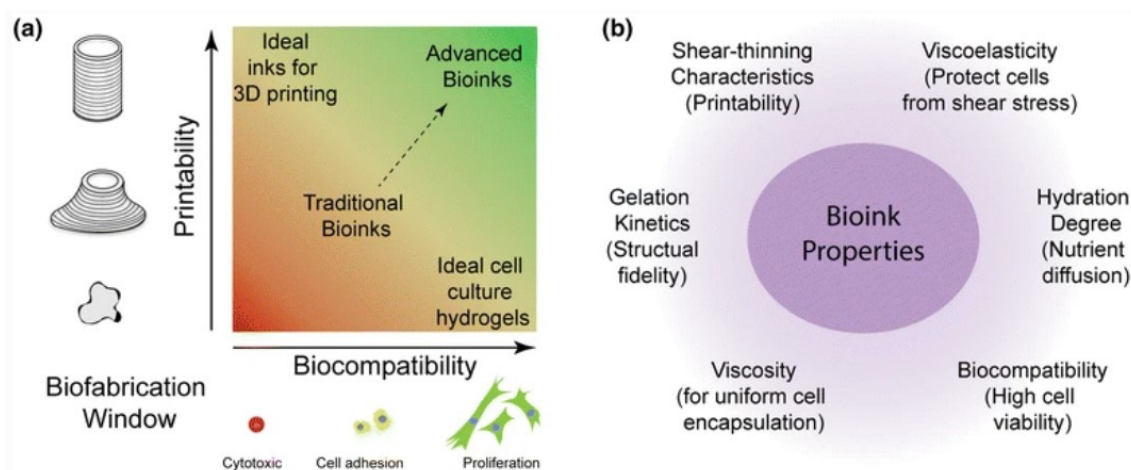 (a)
Ideal
inks for
3D printing
Advanced
Bioinks
Traditional
Bioinks
Ideal cell
culture
hydrogels
Printability
Biocompatibility
Biofabrication
Window
Cytotoxic
Cell adhesion
Proliferation
(b)
Shear-thinning
Characteristics
(Printability)
Viscoelasticity
(Protect cells
from shear stress)
Gelation
Kinetics
(Structual
fidelity)
Bioink
Properties
Hydration
Degree
(Nutrient
diffusion)
Viscosity
(for uniform cell
encapsulation)
Biocompatibility
(High cell
viability)